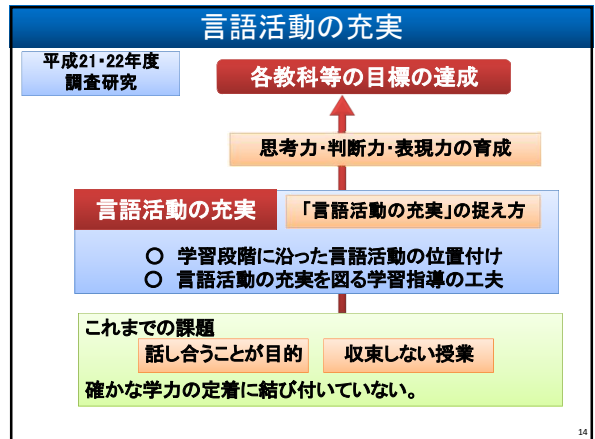 言語活動の充実
平成21・22年度
調査研究
各教科等の目標の達成
思考力・判断力・表現力の育成
言語活動の充実
「言語活動の充実」の捉え方
○ 学習段階に沿った言語活動の位置付け
○ 言語活動の充実を図る学習指導の工夫
これまでの課題
話し合うことが目的
収束しない授業
確かな学力の定着に結び付いていない。
14